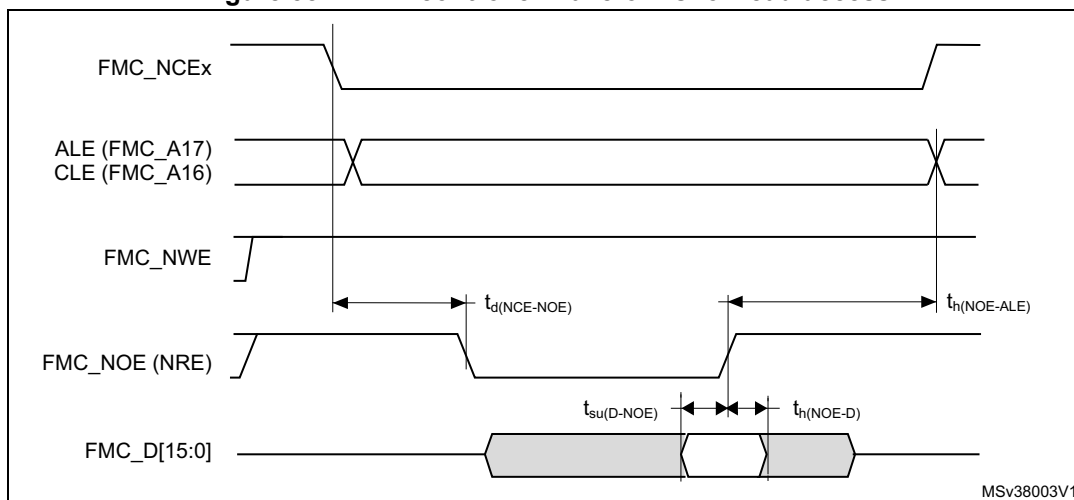 FMC_NCEx
ALE (FMC_A17)
CLE (FMC_A16)
FMC_NWE
td(NCE-NOE)
th(NOE-ALE)
FMC_NOE (NRE)
tsu(D-NOE)
th(NOE-D)
FMC_D[15:0]
MSv38003V1